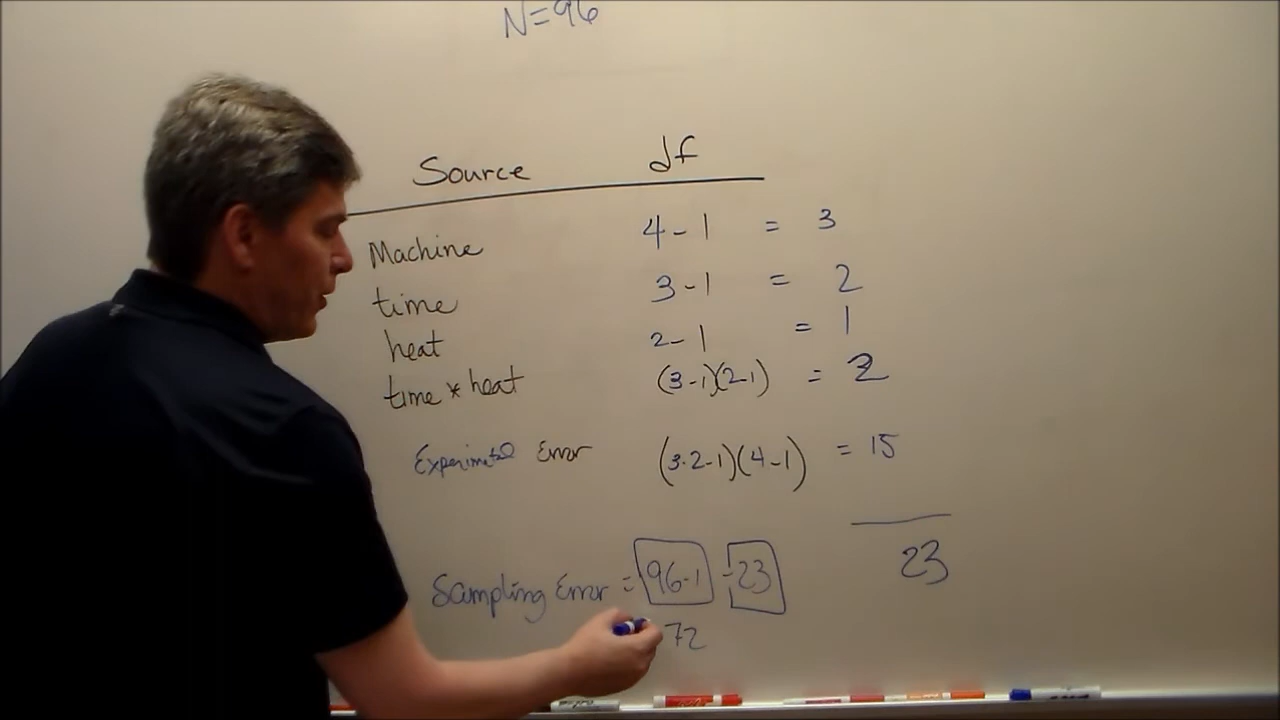 N=96
Source df
Machine 4-1 = 3
time 3-1 = 2
heat 2-1 = 1
time * heat (3-1)(2-1) = 2
Experimetal Error (3·2-1)(4-1) = 15
23
Sampling Error = 96-1 -23
72